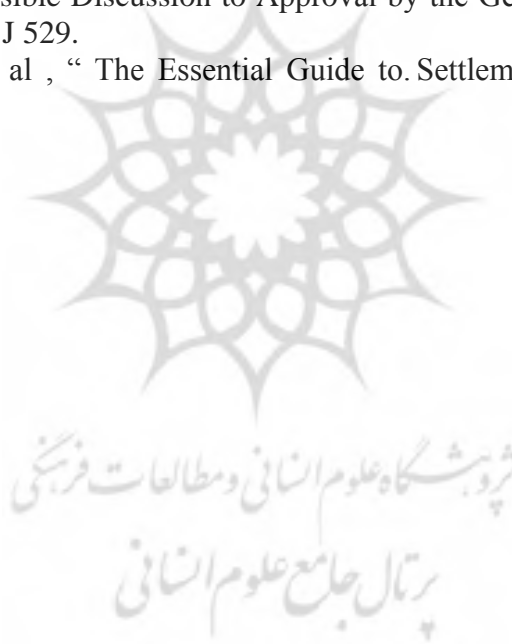 sible Discussion to Approval by the Ge
J 529.
al , “ The Essential Guide to. Settlem
پژوهشگاه علوم انسانی و مطالعات فرهنگی
پرتال جامع علوم انسانی